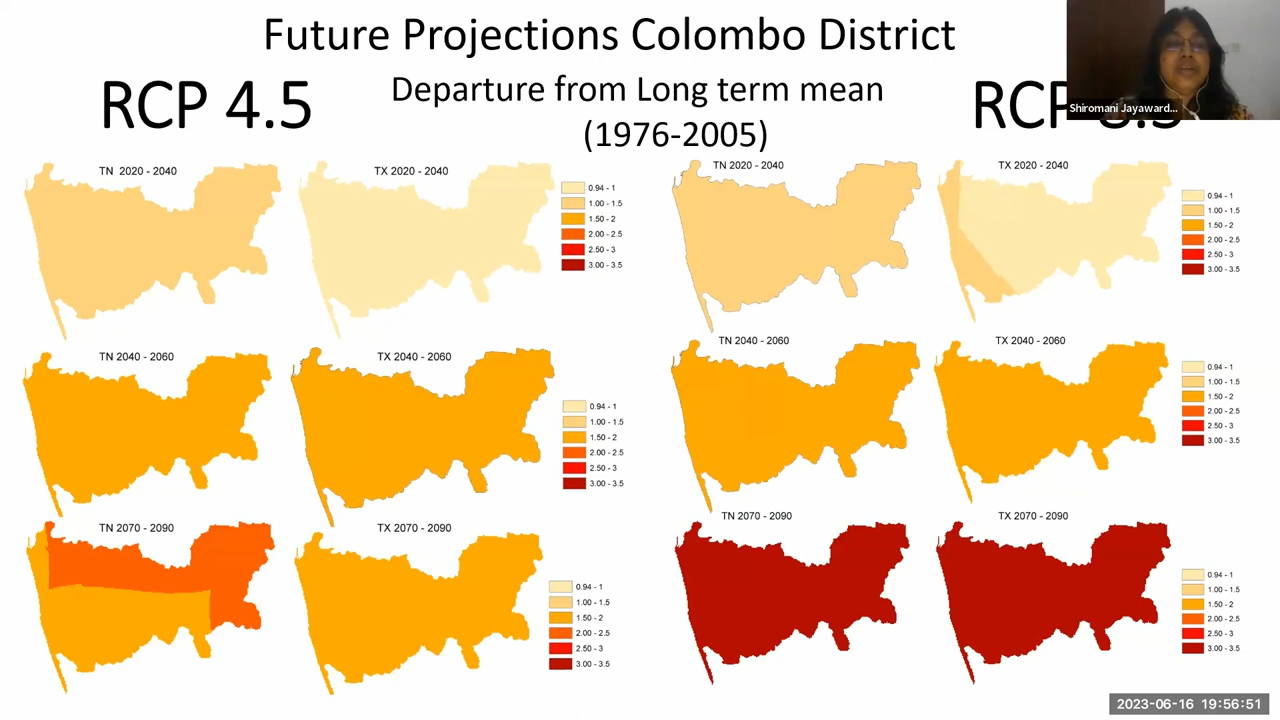 Future Projections Colombo District
RCP 4.5
Departure from Long term mean
(1976-2005)
RCP
Shiromani Jayaward...
TN 2020 - 2040
TX 2020 - 2040
0.94 - 1
1.00 - 1.5
1.50 - 2
2.00 - 2.5
2.50 - 3
3.00 - 3.5
TN 2020 - 2040
TX 2020 - 2040
0.94 - 1
1.00 - 1.5
1.50 - 2
2.00 - 2.5
2.50 - 3
3.00 - 3.5
TN 2040 - 2060
TX 2040 - 2060
0.94 - 1
1.00 - 1.5
1.50 - 2
2.00 - 2.5
2.50 - 3
3.00 - 3.5
TN 2040 - 2060
TX 2040 - 2060
0.94 - 1
1.00 - 1.5
1.50 - 2
2.00 - 2.5
2.50 - 3
3.00 - 3.5
TN 2070 - 2090
TX 2070 - 2090
0.94 - 1
1.00 - 1.5
1.50 - 2
2.00 - 2.5
2.50 - 3
3.00 - 3.5
TN 2070 - 2090
TX 2070 - 2090
0.94 - 1
1.00 - 1.5
1.50 - 2
2.00 - 2.5
2.50 - 3
3.00 - 3.5
2023-06-16 19:56:51